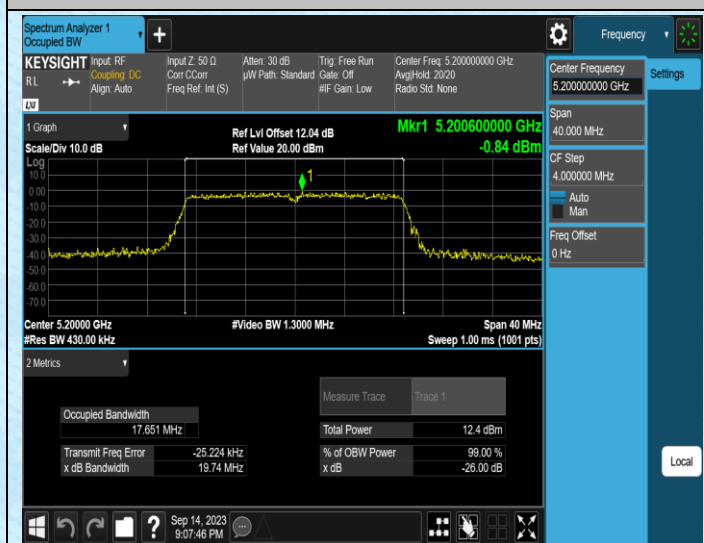 Spectrum Analyzer 1
Occupied BW
+
Frequency
KEYSIGHT
R L
LXI
Input: RF
Coupling: DC
Align: Auto
Input Z: 50 Ω
Corr CCorr
Freq Ref: Int (S)
Atten: 30 dB
µW Path: Standard
Trig: Free Run
Gate: Off
#IF Gain: Low
Center Freq: 5.200000000 GHz
Avg|Hold: 20/20
Radio Std: None
Center Frequency
5.200000000 GHz
Settings
Span
40.000 MHz
CF Step
4.000000 MHz
Auto
Man
Freq Offset
0 Hz
1 Graph
Scale/Div 10.0 dB
Ref Lvl Offset 12.04 dB
Ref Value 20.00 dBm
Mkr1 5.200600000 GHz
-0.84 dBm
Log
10.0
0.00
-10.0
-20.0
-30.0
-40.0
-50.0
-60.0
-70.0
1
Center 5.20000 GHz
#Video BW 1.3000 MHz
Span 40 MHz
#Res BW 430.00 kHz
Sweep 1.00 ms (1001 pts)
2 Metrics
Measure Trace
Trace 1
Occupied Bandwidth
17.651 MHz
Total Power
12.4 dBm
Transmit Freq Error
-25.224 kHz
% of OBW Power
99.00 %
x dB Bandwidth
19.74 MHz
x dB
-26.00 dB
Local
?
Sep 14, 2023
9:07:46 PM